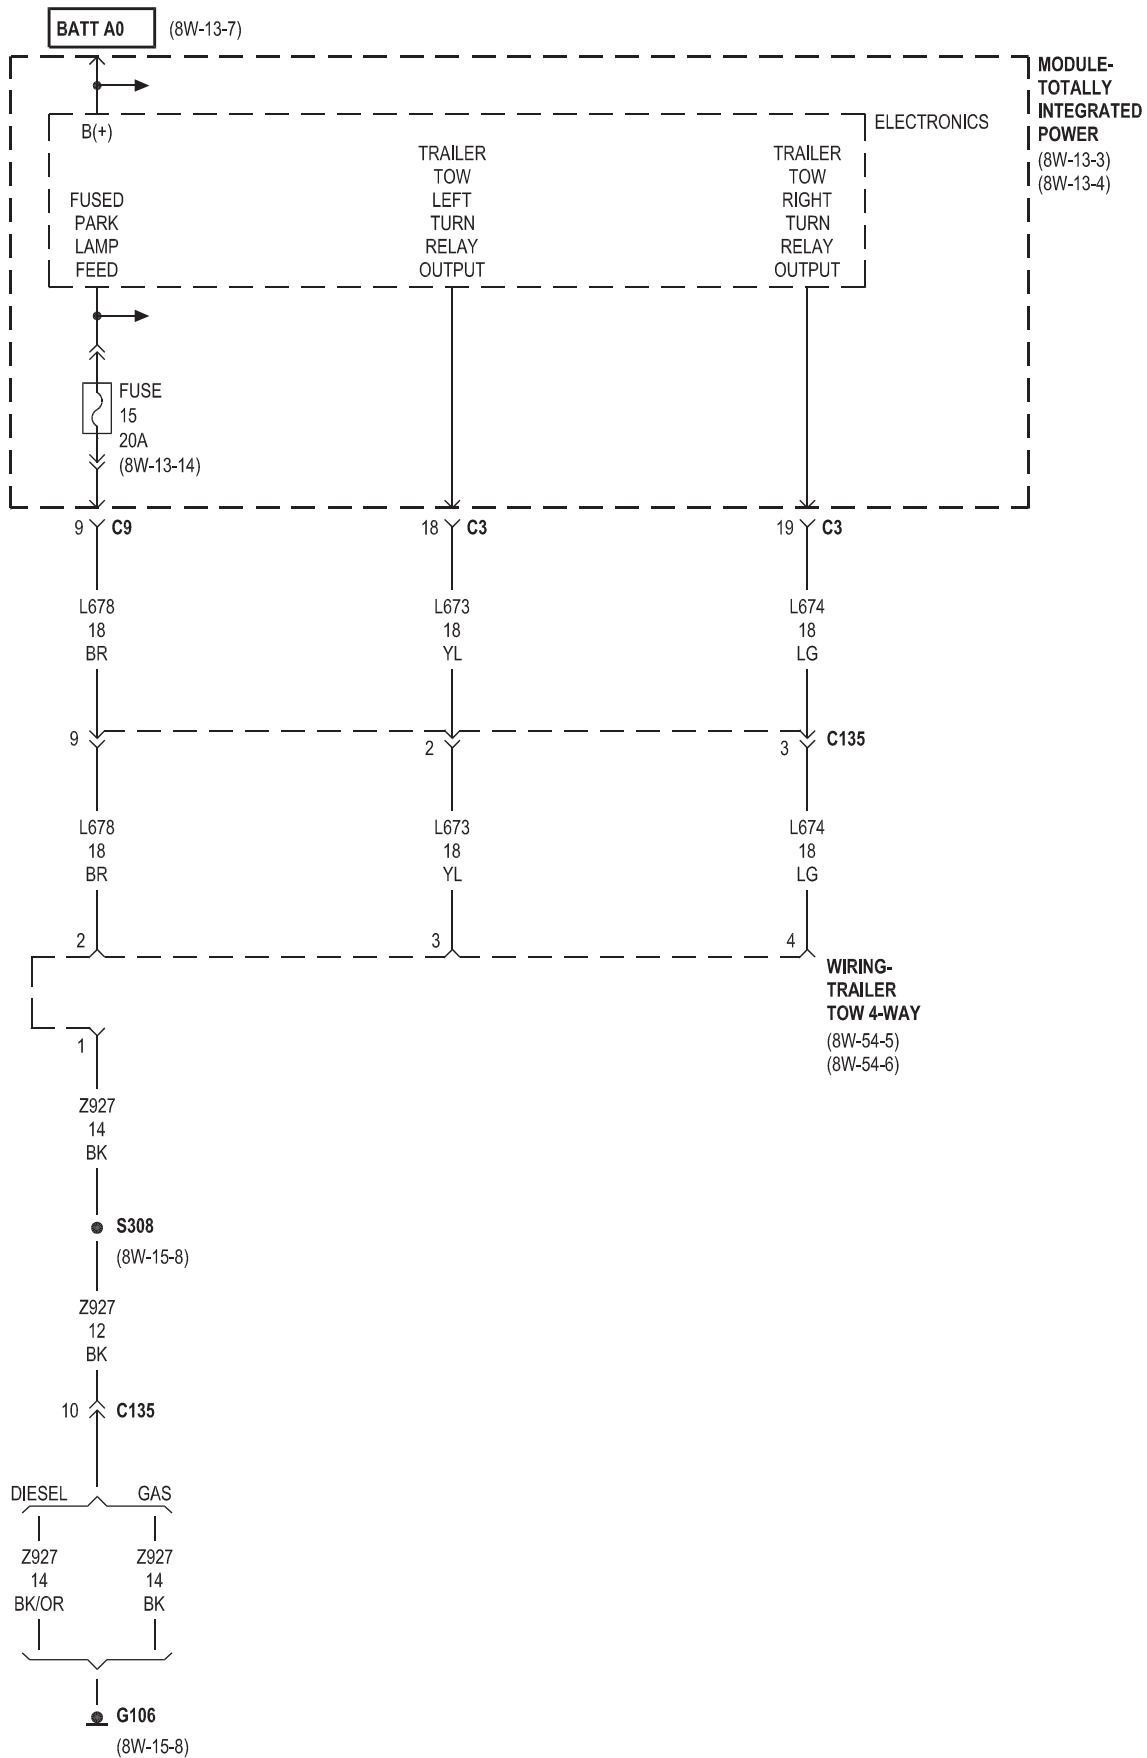 BATT A0 (8W-13-7)
MODULE-
TOTALLY
INTEGRATED
POWER
(8W-13-3)
(8W-13-4)
ELECTRONICS
B(+)
FUSED
PARK
LAMP
FEED
TRAILER
TOW
LEFT
TURN
RELAY
OUTPUT
TRAILER
TOW
RIGHT
TURN
RELAY
OUTPUT
FUSE
15
20A
(8W-13-14)
9 C9 18 C3 19 C3
L678 L673 L674
18 18 18
BR YL LG
9 2 3 C135
L678 L673 L674
18 18 18
BR YL LG
2 3 4
WIRING-
TRAILER
TOW 4-WAY
(8W-54-5)
(8W-54-6)
1
Z927
14
BK
S308
(8W-15-8)
Z927
12
BK
10 C135
DIESEL GAS
Z927 Z927
14 14
BK/OR BK
G106
(8W-15-8)